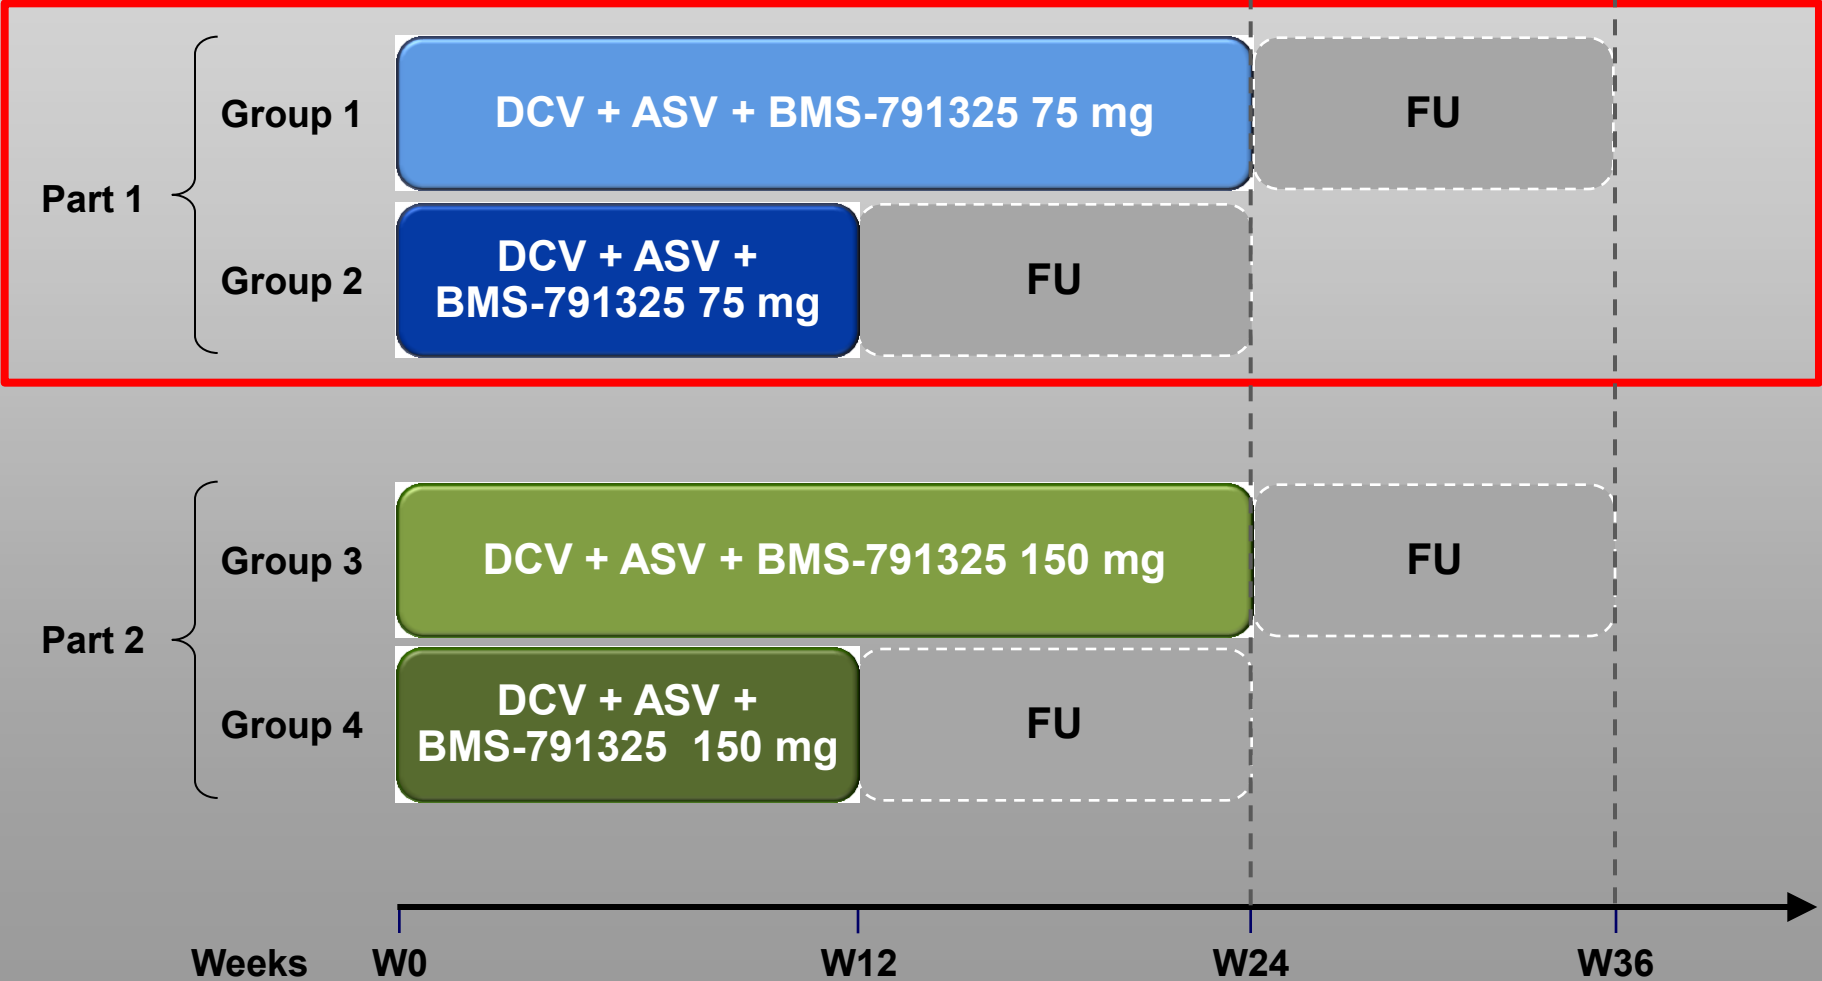 Part 1
Group 1
DCV + ASV + BMS-791325 75 mg
FU
Group 2
DCV + ASV +
BMS-791325 75 mg
FU
Part 2
Group 3
DCV + ASV + BMS-791325 150 mg
FU
Group 4
DCV + ASV +
BMS-791325  150 mg
FU
Weeks W0 W12 W24 W36